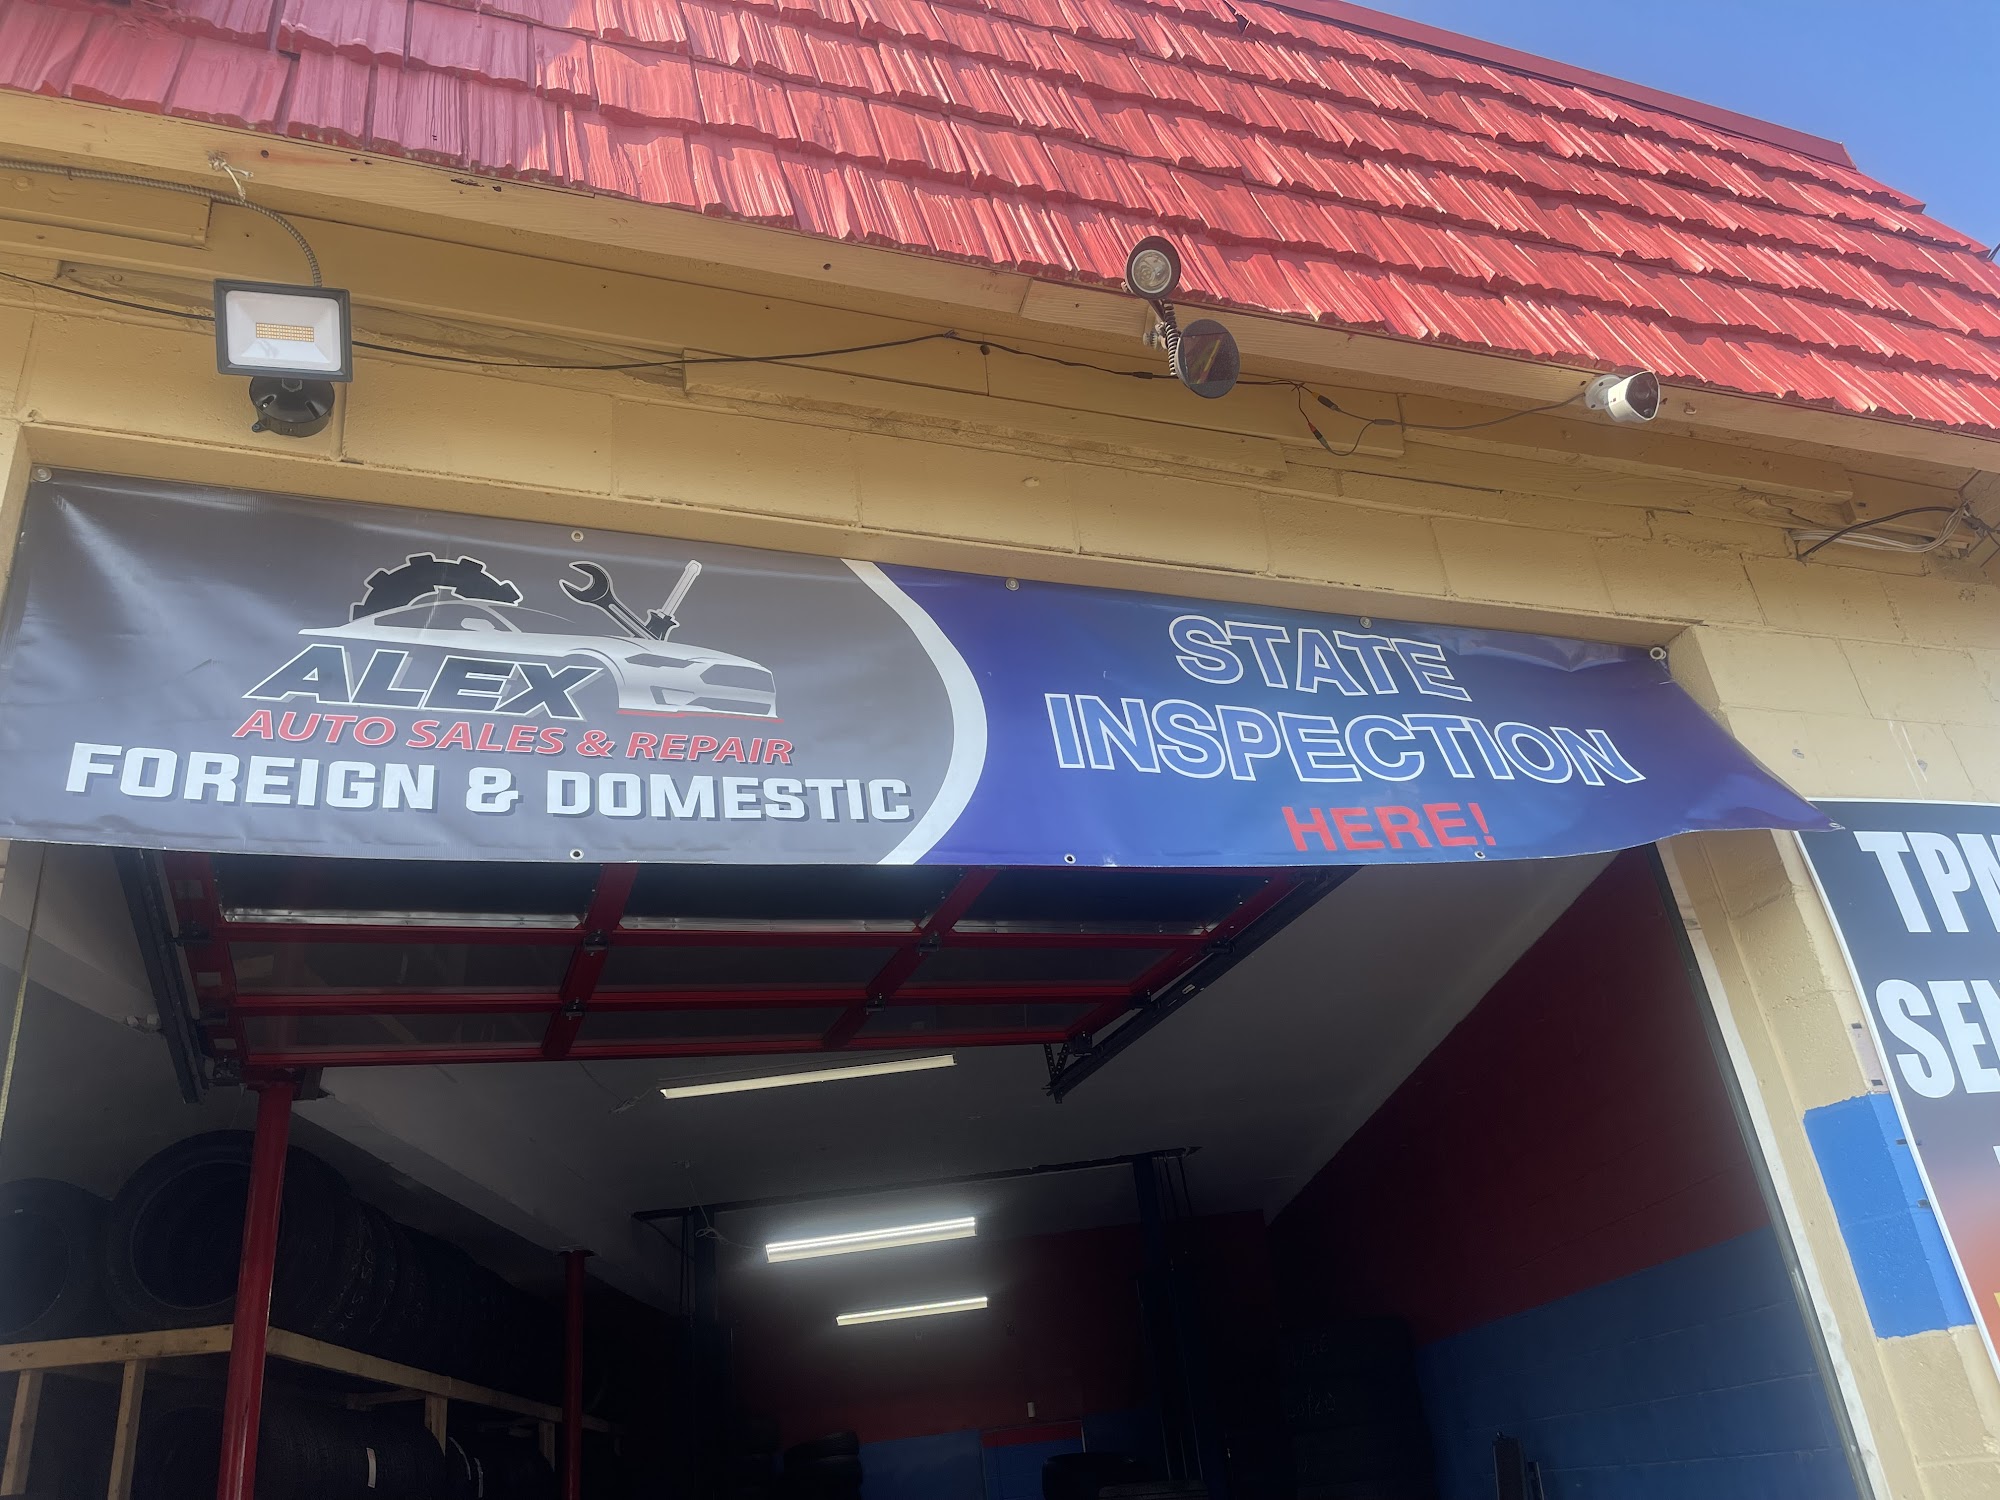 ALEX
AUTO SALES & REPAIR
FOREIGN & DOMESTIC
STATE
INSPECTION
HERE!